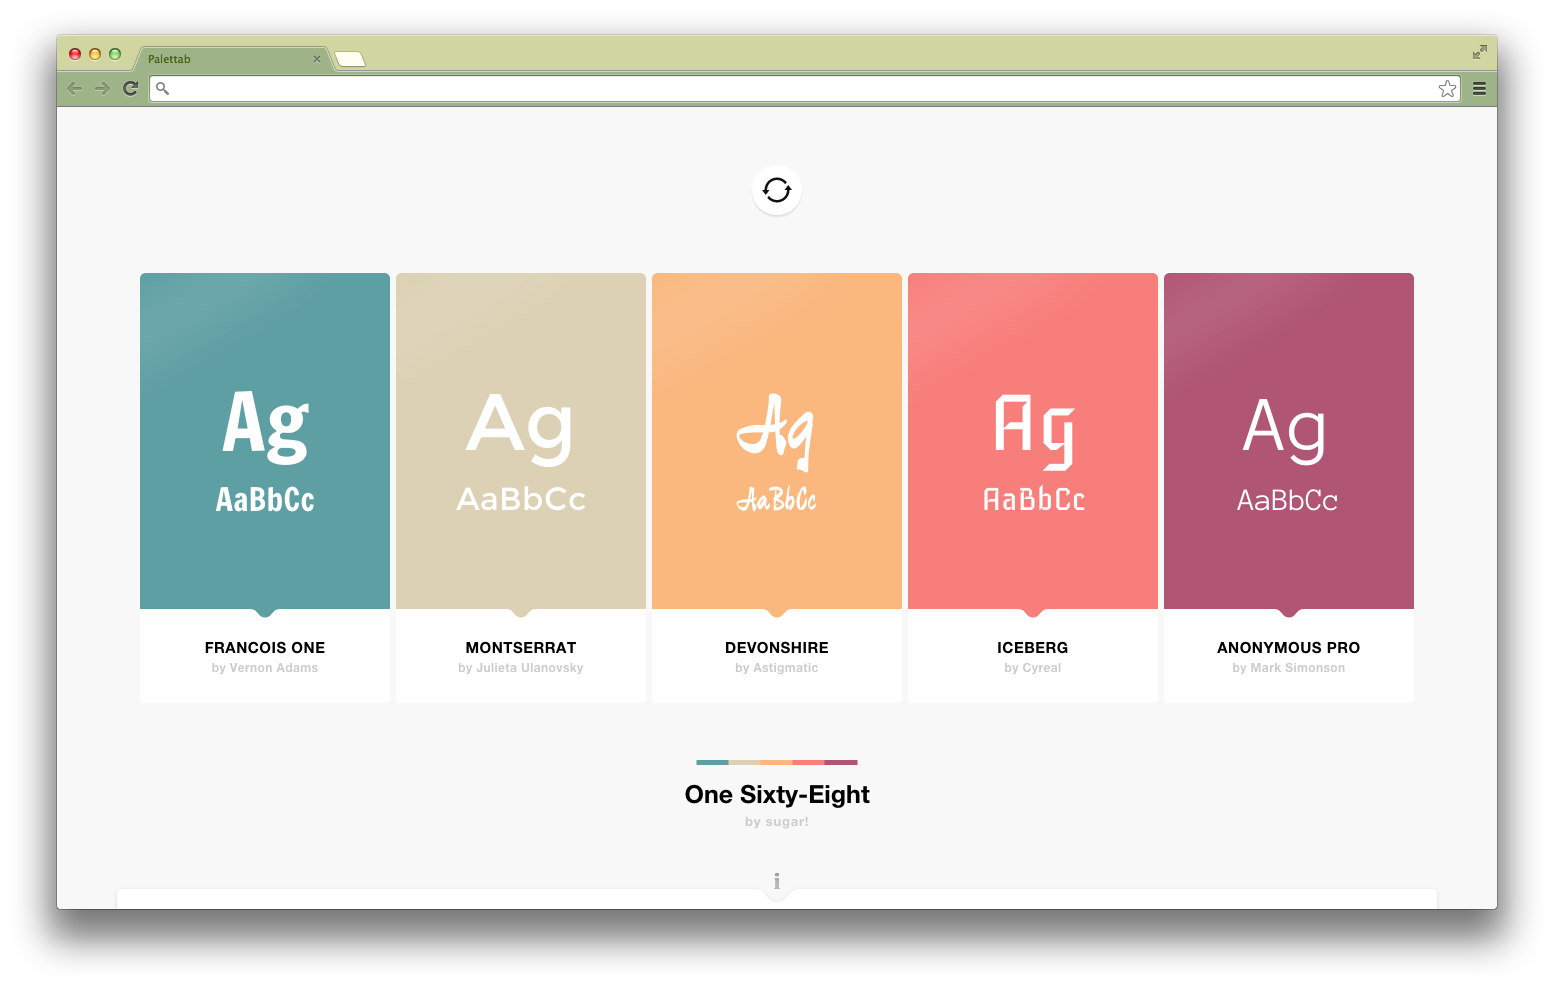 Palettab
Ag
AaBbCc
FRANCOIS ONE
by Vernon Adams
Ag
AaBbCc
MONTSERRAT
by Julieta Ulanovsky
Ag
AaBbCc
DEVONSHIRE
by Astigmatic
Ag
AaBbCc
ICEBERG
by Cyreal
Ag
AaBbCc
ANONYMOUS PRO
by Mark Simonson
One Sixty-Eight
by sugar!
i